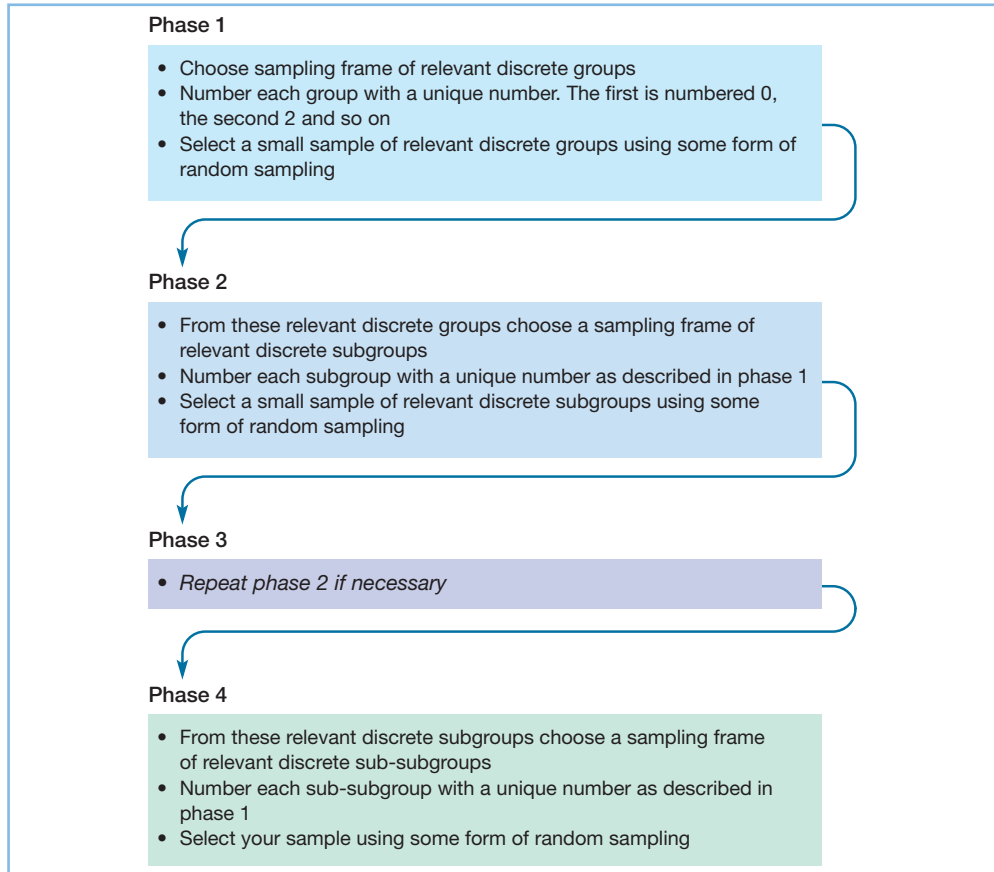 Phase 1
• Choose sampling frame of relevant discrete groups
• Number each group with a unique number. The first is numbered 0,
the second 2 and so on
• Select a small sample of relevant discrete groups using some form of
random sampling
Phase 2
• From these relevant discrete groups choose a sampling frame of
relevant discrete subgroups
• Number each subgroup with a unique number as described in phase 1
• Select a small sample of relevant discrete subgroups using some
form of random sampling
Phase 3
• Repeat phase 2 if necessary
Phase 4
• From these relevant discrete subgroups choose a sampling frame
of relevant discrete sub-subgroups
• Number each sub-subgroup with a unique number as described in
phase 1
• Select your sample using some form of random sampling